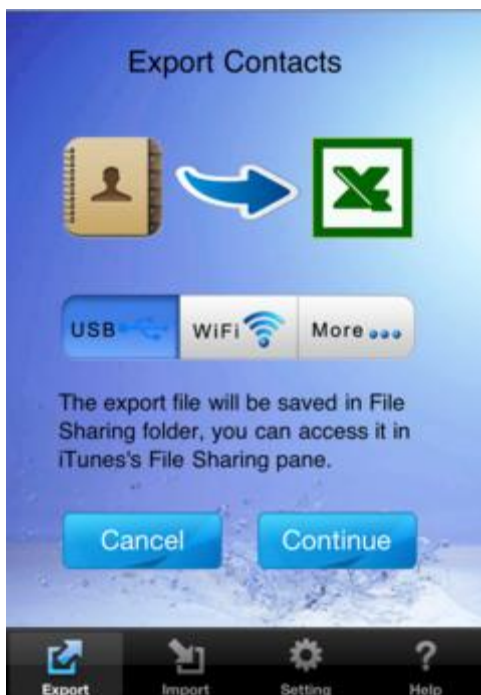 Export Contacts
USB
WiFi
More
The export file will be saved in File
Sharing folder, you can access it in
iTunes's File Sharing pane.
Cancel
Continue
Export
Import
Setting
Help